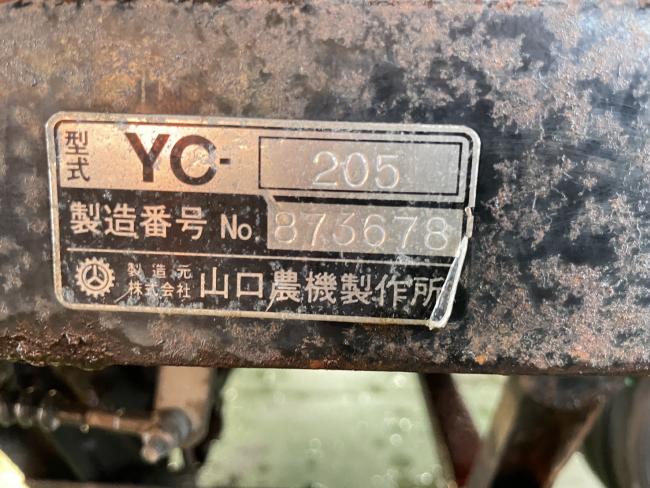 型式 YC- 205
製造番号 No 873678
製造元
株式会社 山口農機製作所